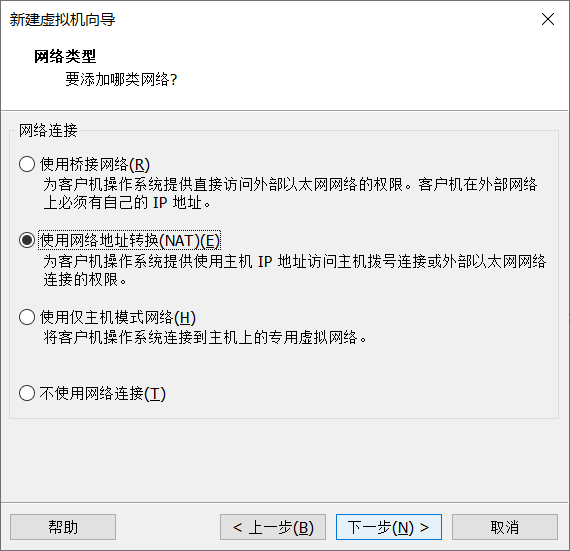 新建虚拟机向导
网络类型
要添加哪类网络?
网络连接
使用桥接网络(R)
为客户机操作系统提供直接访问外部以太网网络的权限。客户机在外部网络
上必须有自己的 IP 地址。
使用网络地址转换(NAT)(E)
为客户机操作系统提供使用主机 IP 地址访问主机拨号连接或外部以太网网络
连接的权限。
使用仅主机模式网络(H)
将客户机操作系统连接到主机上的专用虚拟网络。
不使用网络连接(T)
帮助
< 上一步(B)
下一步(N) >
取消